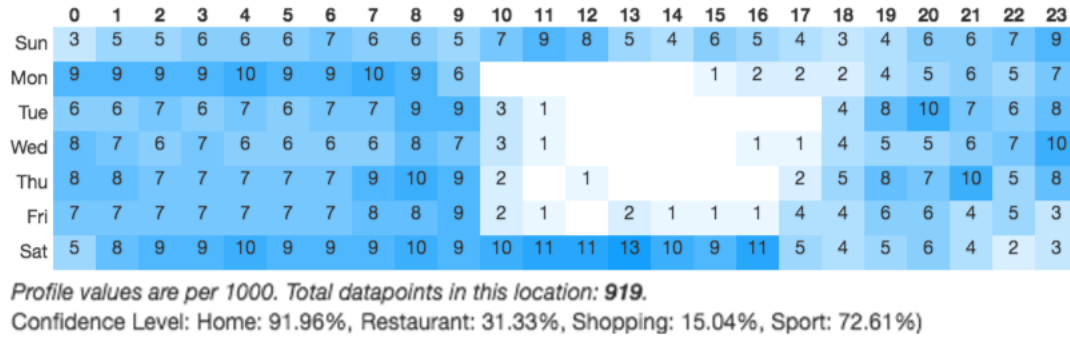 0 1 2 3 4 5 6 7 8 9 10 11 12 13 14 15 16 17 18 19 20 21 22 23
Sun 3 5 5 6 6 6 7 6 6 5 7 9 8 5 4 6 5 4 3 4 6 6 7 9
Mon 9 9 9 9 10 9 9 10 9 6 1 2 2 2 4 5 6 5 7
Tue 6 6 7 6 7 6 7 7 9 9 3 1 4 8 10 7 6 8
Wed 8 7 6 7 6 6 6 6 8 7 3 1 1 1 4 5 5 6 7 10
Thu 8 8 7 7 7 7 7 9 10 9 2 1 2 5 8 7 10 5 8
Fri 7 7 7 7 7 7 7 8 8 9 2 1 2 1 1 1 4 4 6 6 4 5 3
Sat 5 8 9 9 10 9 9 9 10 9 10 11 11 13 10 9 11 5 4 5 6 4 2 3
Profile values are per 1000. Total datapoints in this location: 919.
Confidence Level: Home: 91.96%, Restaurant: 31.33%, Shopping: 15.04%, Sport: 72.61%)